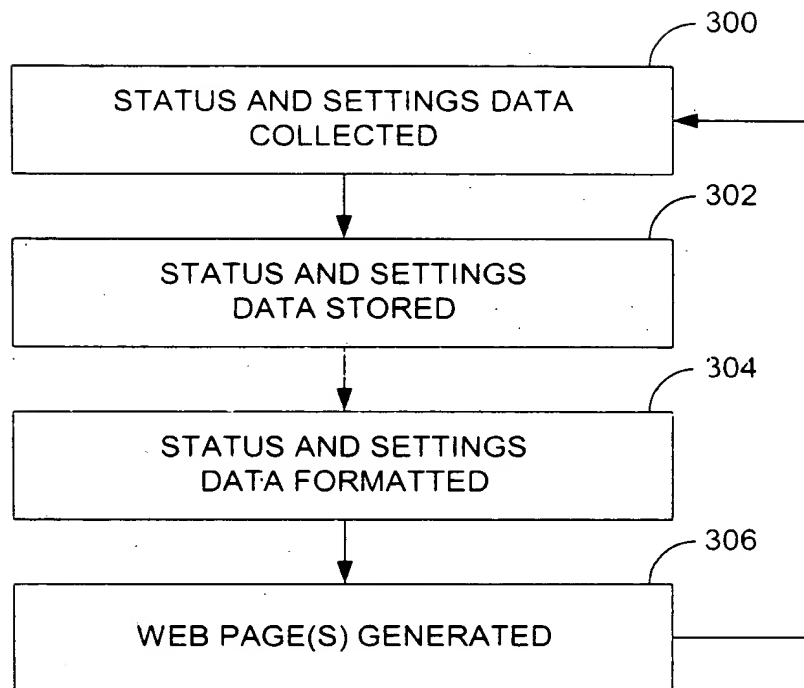 300
STATUS AND SETTINGS DATA
COLLECTED
302
STATUS AND SETTINGS
DATA STORED
304
STATUS AND SETTINGS
DATA FORMATTED
306
WEB PAGE(S) GENERATED